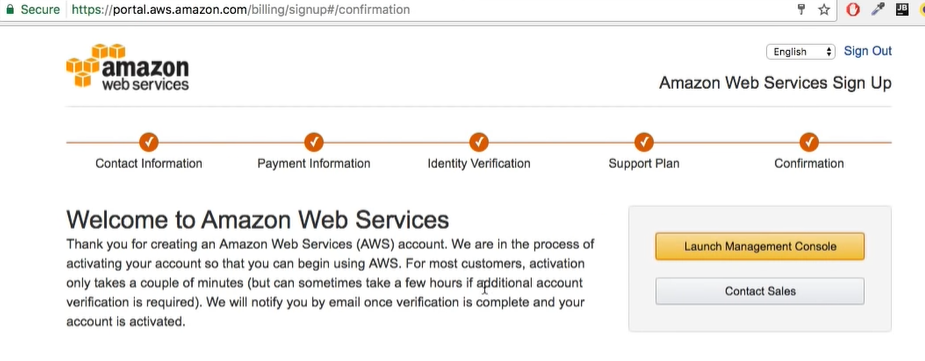 Secure https://portal.aws.amazon.com/billing/signup#/confirmation
JB
English Sign Out
amazon
web services
Amazon Web Services Sign Up
Contact Information Payment Information Identity Verification Support Plan Confirmation
Welcome to Amazon Web Services
Thank you for creating an Amazon Web Services (AWS) account. We are in the process of
activating your account so that you can begin using AWS. For most customers, activation
only takes a couple of minutes (but can sometimes take a few hours if additional account
verification is required). We will notify you by email once verification is complete and your
account is activated.
Launch Management Console
Contact Sales